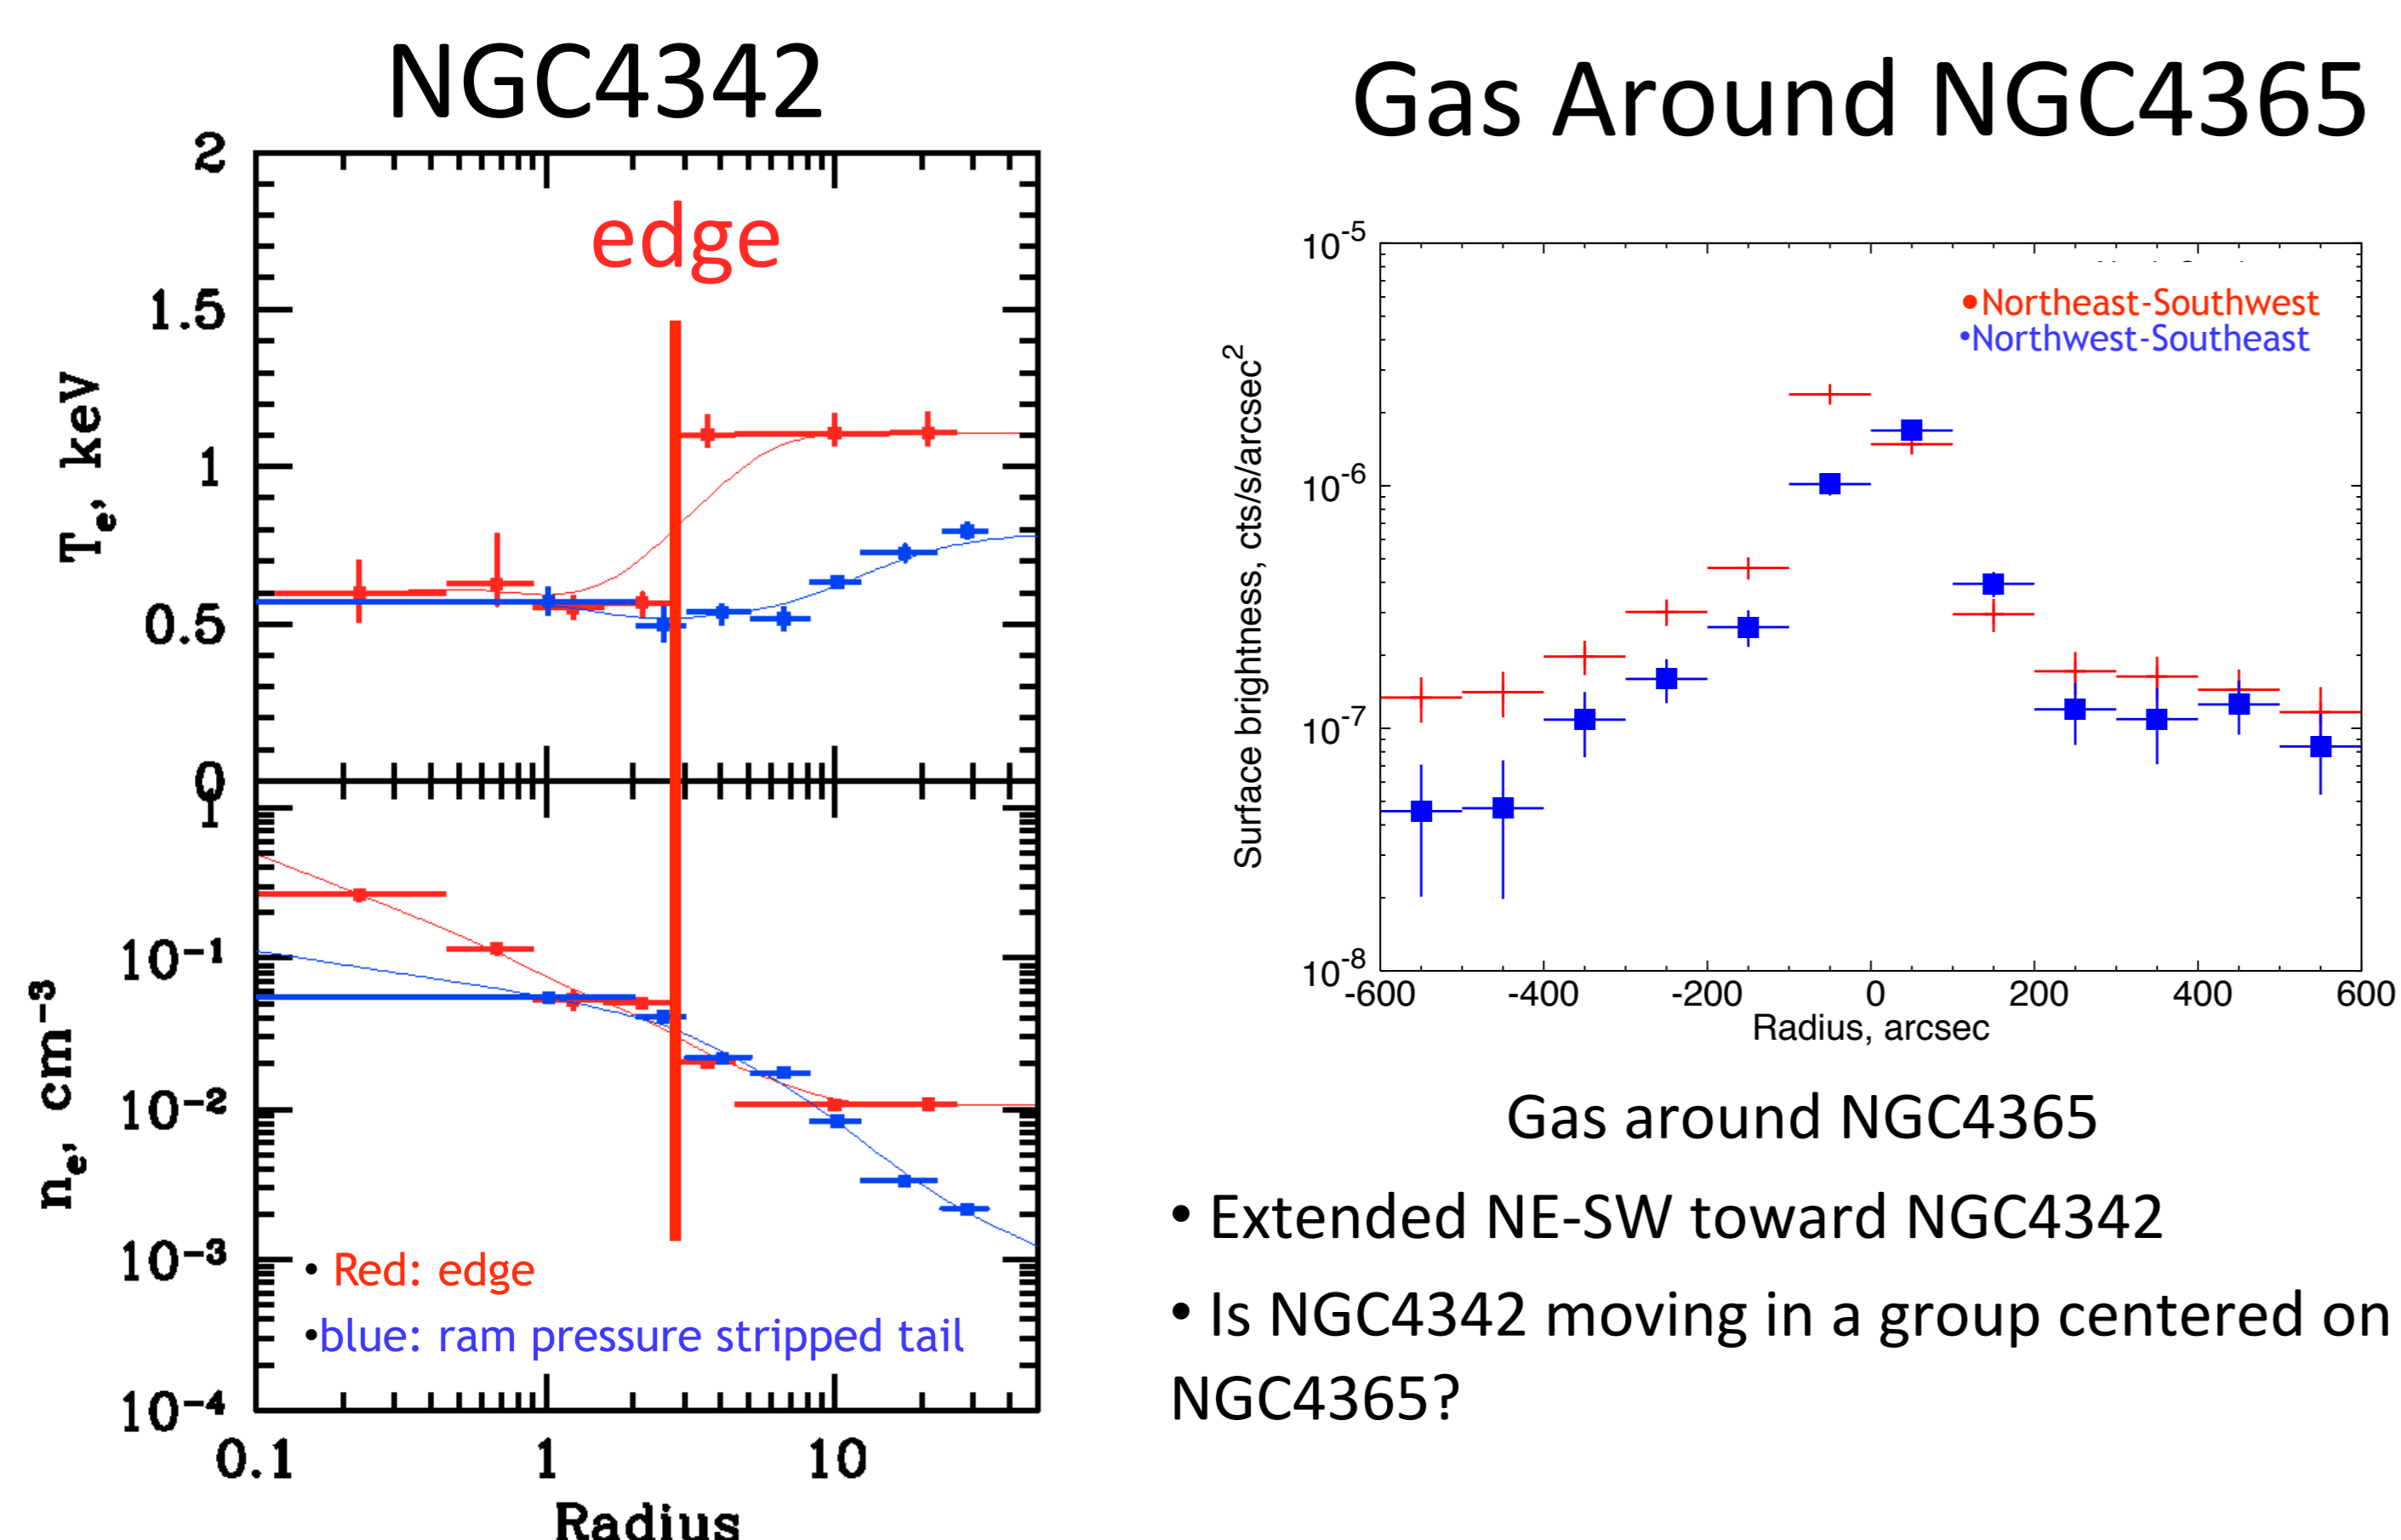 NGC4342
edge
2
1.5
1
0.5
0
Tₑ, keV
1
10⁻¹
10⁻²
10⁻³
10⁻⁴
nₑ, cm⁻³
• Red: edge
•blue: ram pressure stripped tail
0.1 1 10
Radius
Gas Around NGC4365
10⁻⁵
10⁻⁶
10⁻⁷
10⁻⁸
Surface brightness, cts/s/arcsec²
•Northeast-Southwest
•Northwest-Southeast
-600 -400 -200 0 200 400 600
Radius, arcsec
Gas around NGC4365
• Extended NE-SW toward NGC4342
• Is NGC4342 moving in a group centered on
NGC4365?